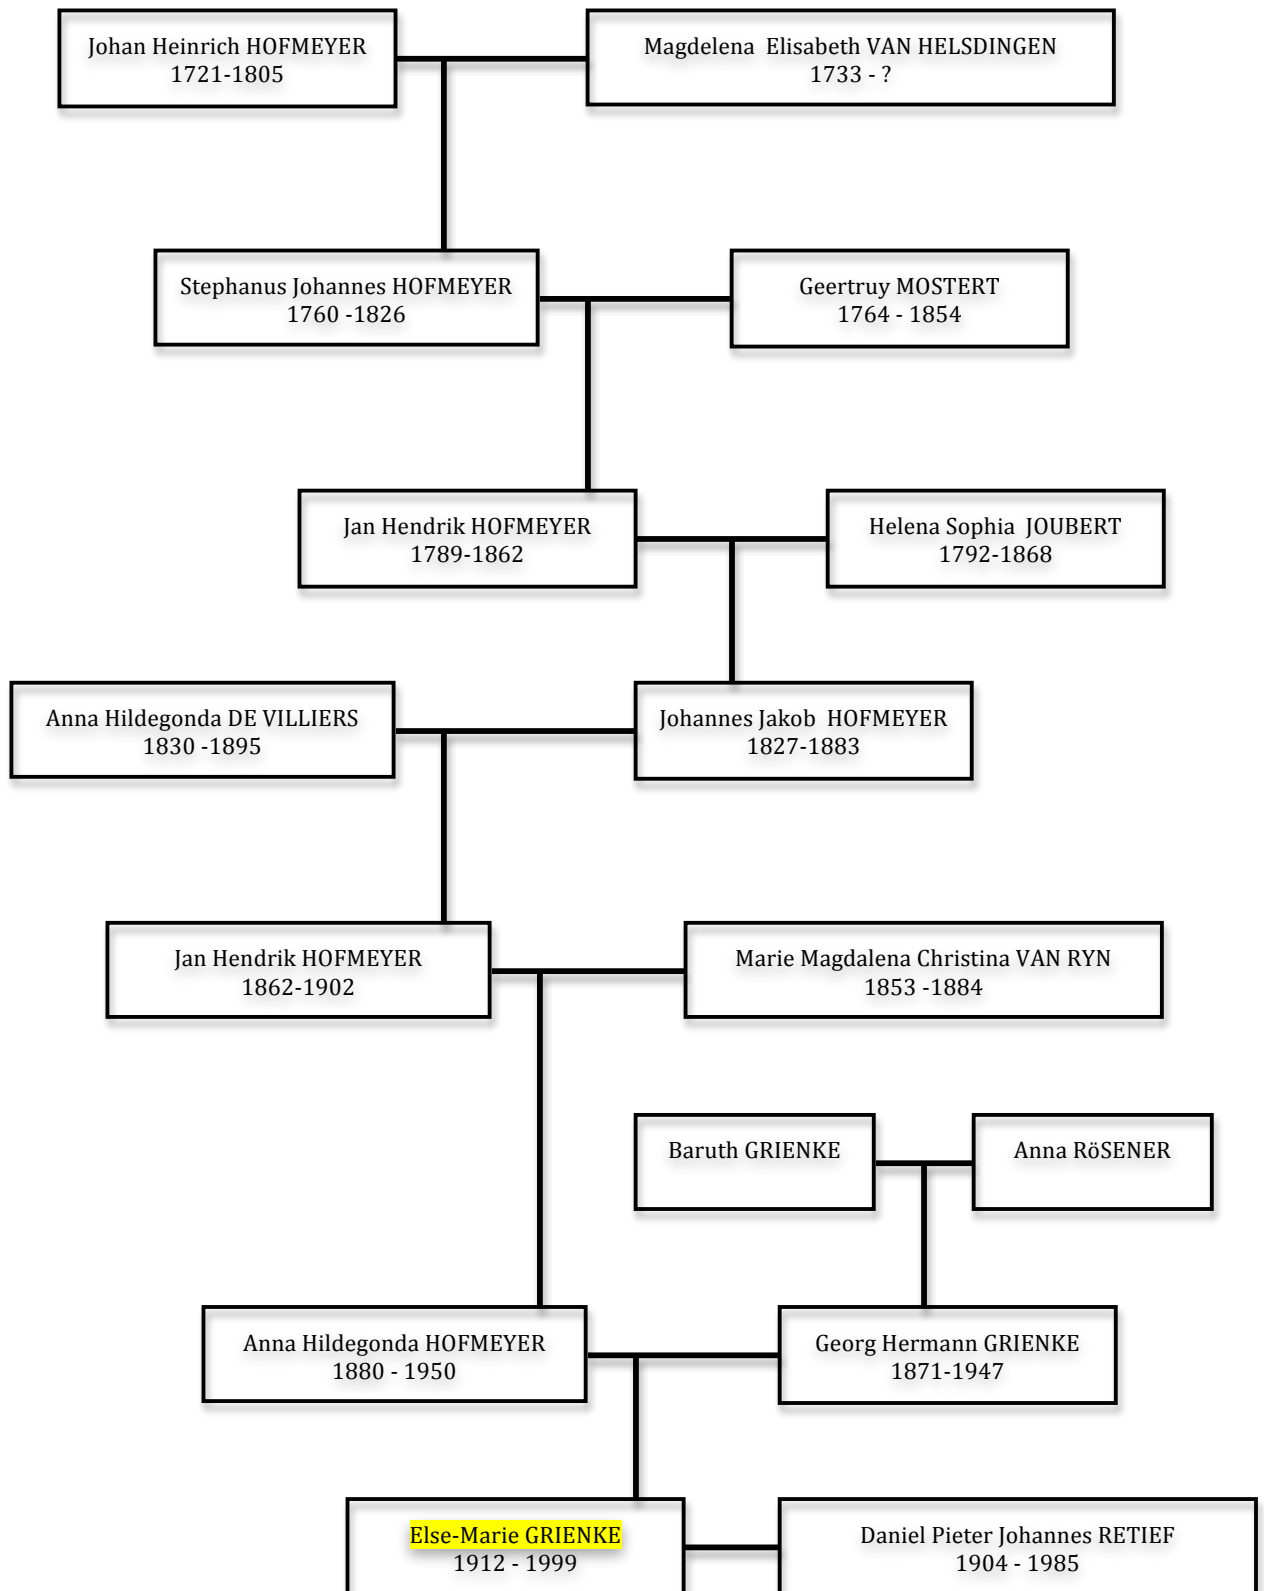 Johan Heinrich HOFMEYER
1721-1805
Magdelena  Elisabeth VAN HELSDINGEN
1733 - ?
Stephanus Johannes HOFMEYER
1760 -1826
Geertruy MOSTERT
1764 - 1854
Jan Hendrik HOFMEYER
1789-1862
Helena Sophia  JOUBERT
1792-1868
Anna Hildegonda DE VILLIERS
1830 -1895
Johannes Jakob  HOFMEYER
1827-1883
Jan Hendrik HOFMEYER
1862-1902
Marie Magdalena Christina VAN RYN
1853 -1884
Baruth GRIENKE
Anna RöSENER
Anna Hildegonda HOFMEYER
1880 - 1950
Georg Hermann GRIENKE
1871-1947
Else-Marie GRIENKE
1912 - 1999
Daniel Pieter Johannes RETIEF
1904 - 1985